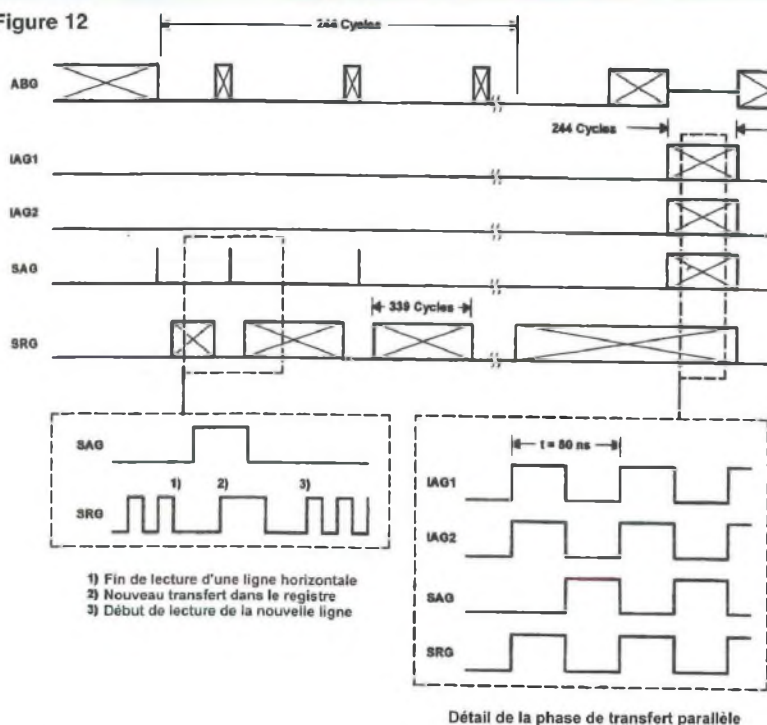 Figure 12
244 Cycles
ABG
244 Cycles
IAG1
IAG2
SAG
339 Cycles
SRG
SAG
1) 2) 3)
SRG
1) Fin de lecture d'une ligne horizontale
2) Nouveau transfert dans le registre
3) Début de lecture de la nouvelle ligne
t = 80 ns
IAG1
IAG2
SAG
SRG
Détail de la phase de transfert parallèle